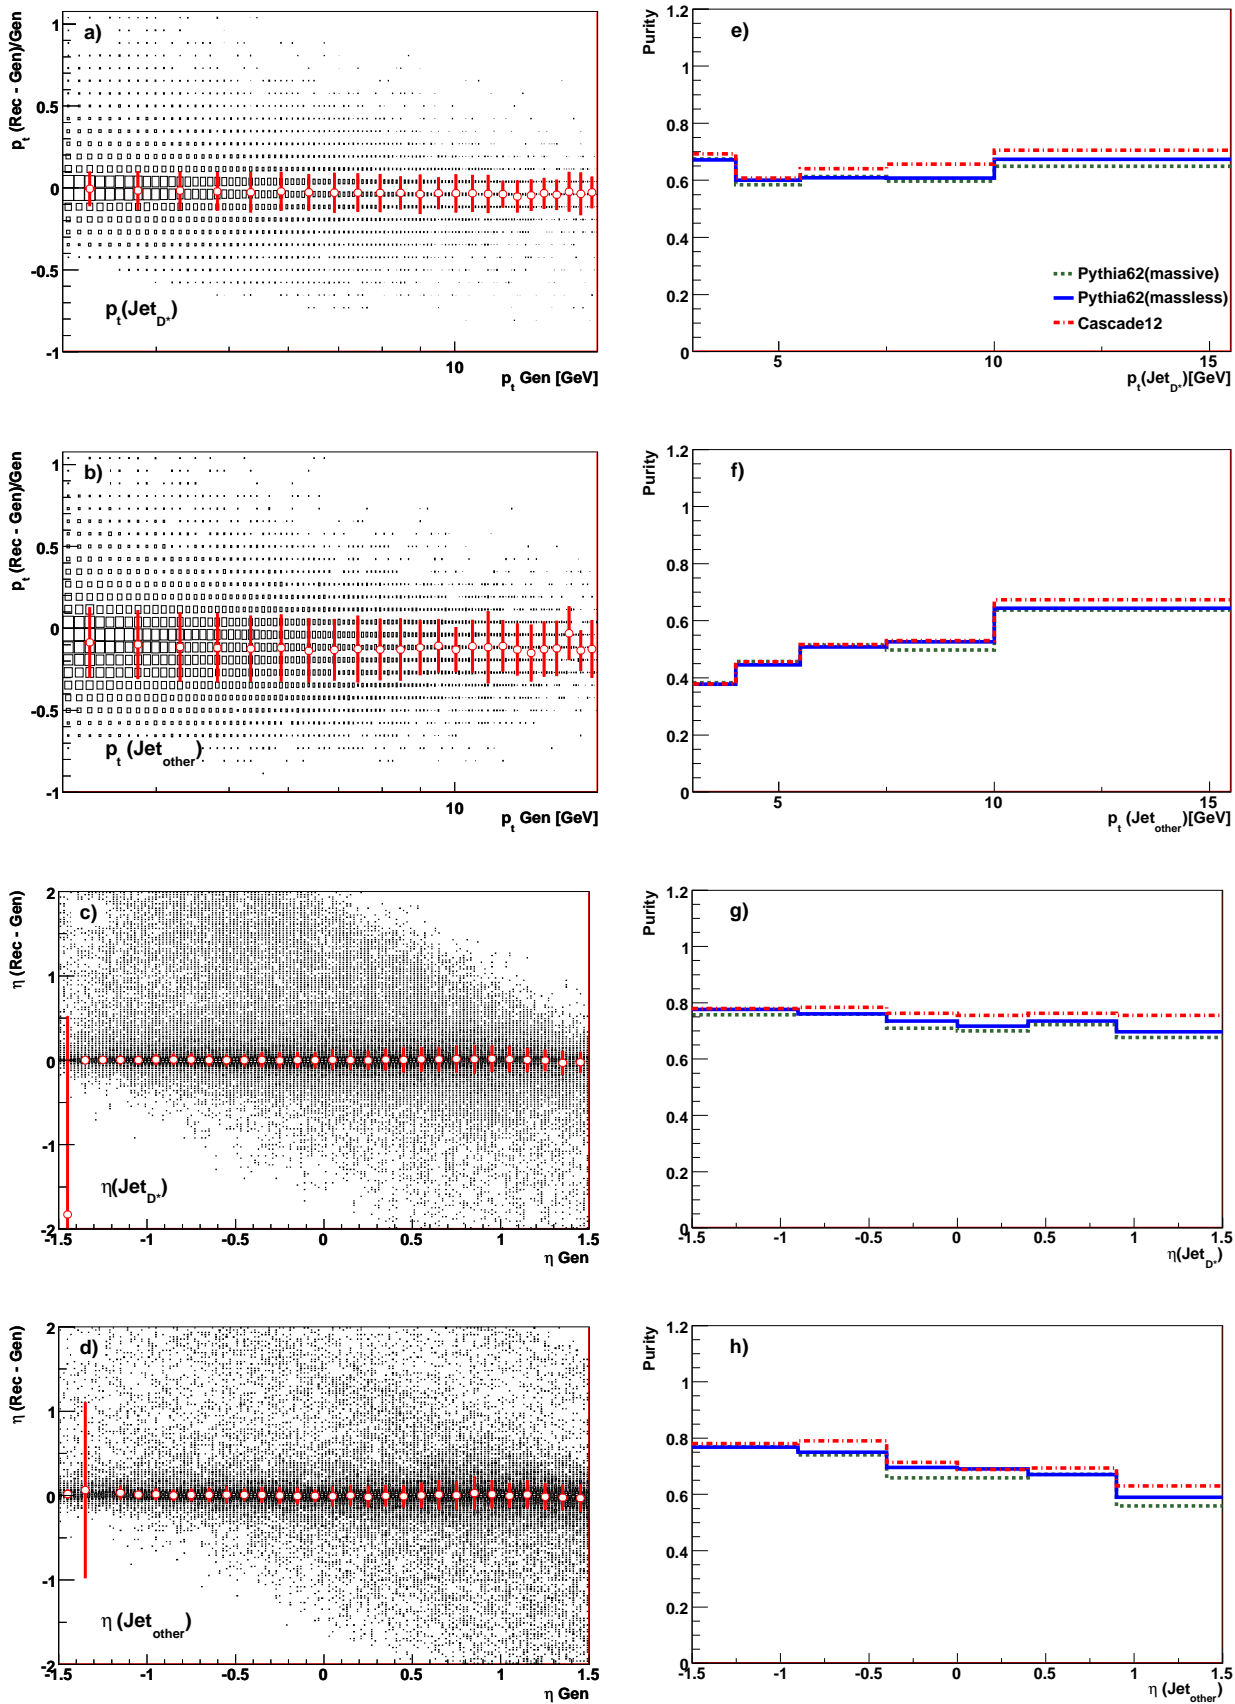 a)
p_t (Rec - Gen)/Gen
1
0.5
0
-0.5
-1
p_t(Jet_D*)
10
p_t Gen [GeV]
e)
Purity
1.2
1
0.8
0.6
0.4
0.2
0
Pythia62(massive)
Pythia62(massless)
Cascade12
5 10 15
p_t(Jet_D*)[GeV]
b)
p_t (Rec - Gen)/Gen
1
0.5
0
-0.5
-1
p_t (Jet_other)
10
p_t Gen [GeV]
f)
Purity
1.2
1
0.8
0.6
0.4
0.2
0
5 10 15
p_t (Jet_other)[GeV]
c)
η (Rec - Gen)
2
1
0
-1
-2
η(Jet_D*)
-1.5 -1 -0.5 0 0.5 1 1.5
η Gen
g)
Purity
1.2
1
0.8
0.6
0.4
0.2
0
-1.5 -1 -0.5 0 0.5 1 1.5
η(Jet_D*)
d)
η (Rec - Gen)
2
1
0
-1
-2
η (Jet_other)
-1.5 -1 -0.5 0 0.5 1 1.5
η Gen
h)
Purity
1.2
1
0.8
0.6
0.4
0.2
0
-1.5 -1 -0.5 0 0.5 1 1.5
η (Jet_other)